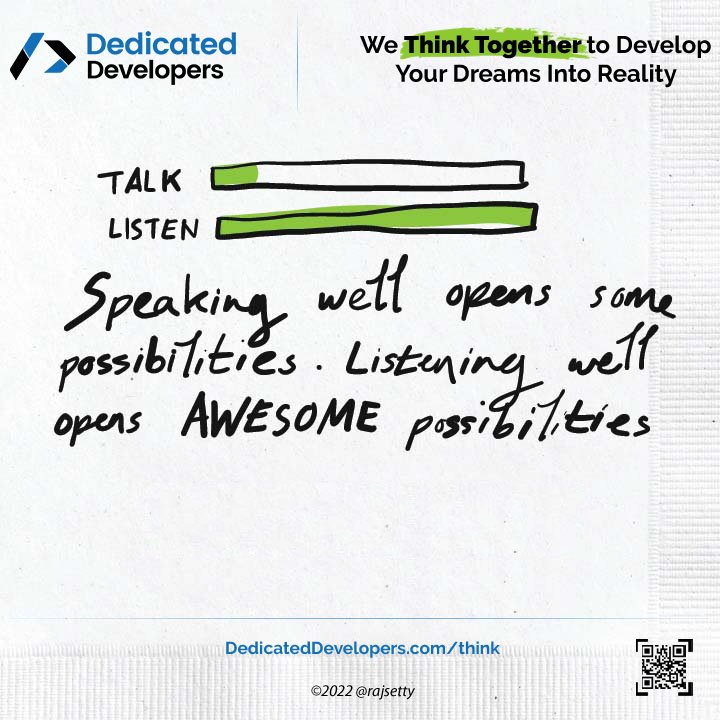 Dedicated
Developers
We Think Together to Develop
Your Dreams Into Reality
TALK
LISTEN
Speaking well opens some
possibilities. Listening well
opens AWESOME possibilities
DedicatedDevelopers.com/think
©2022 @rajsetty